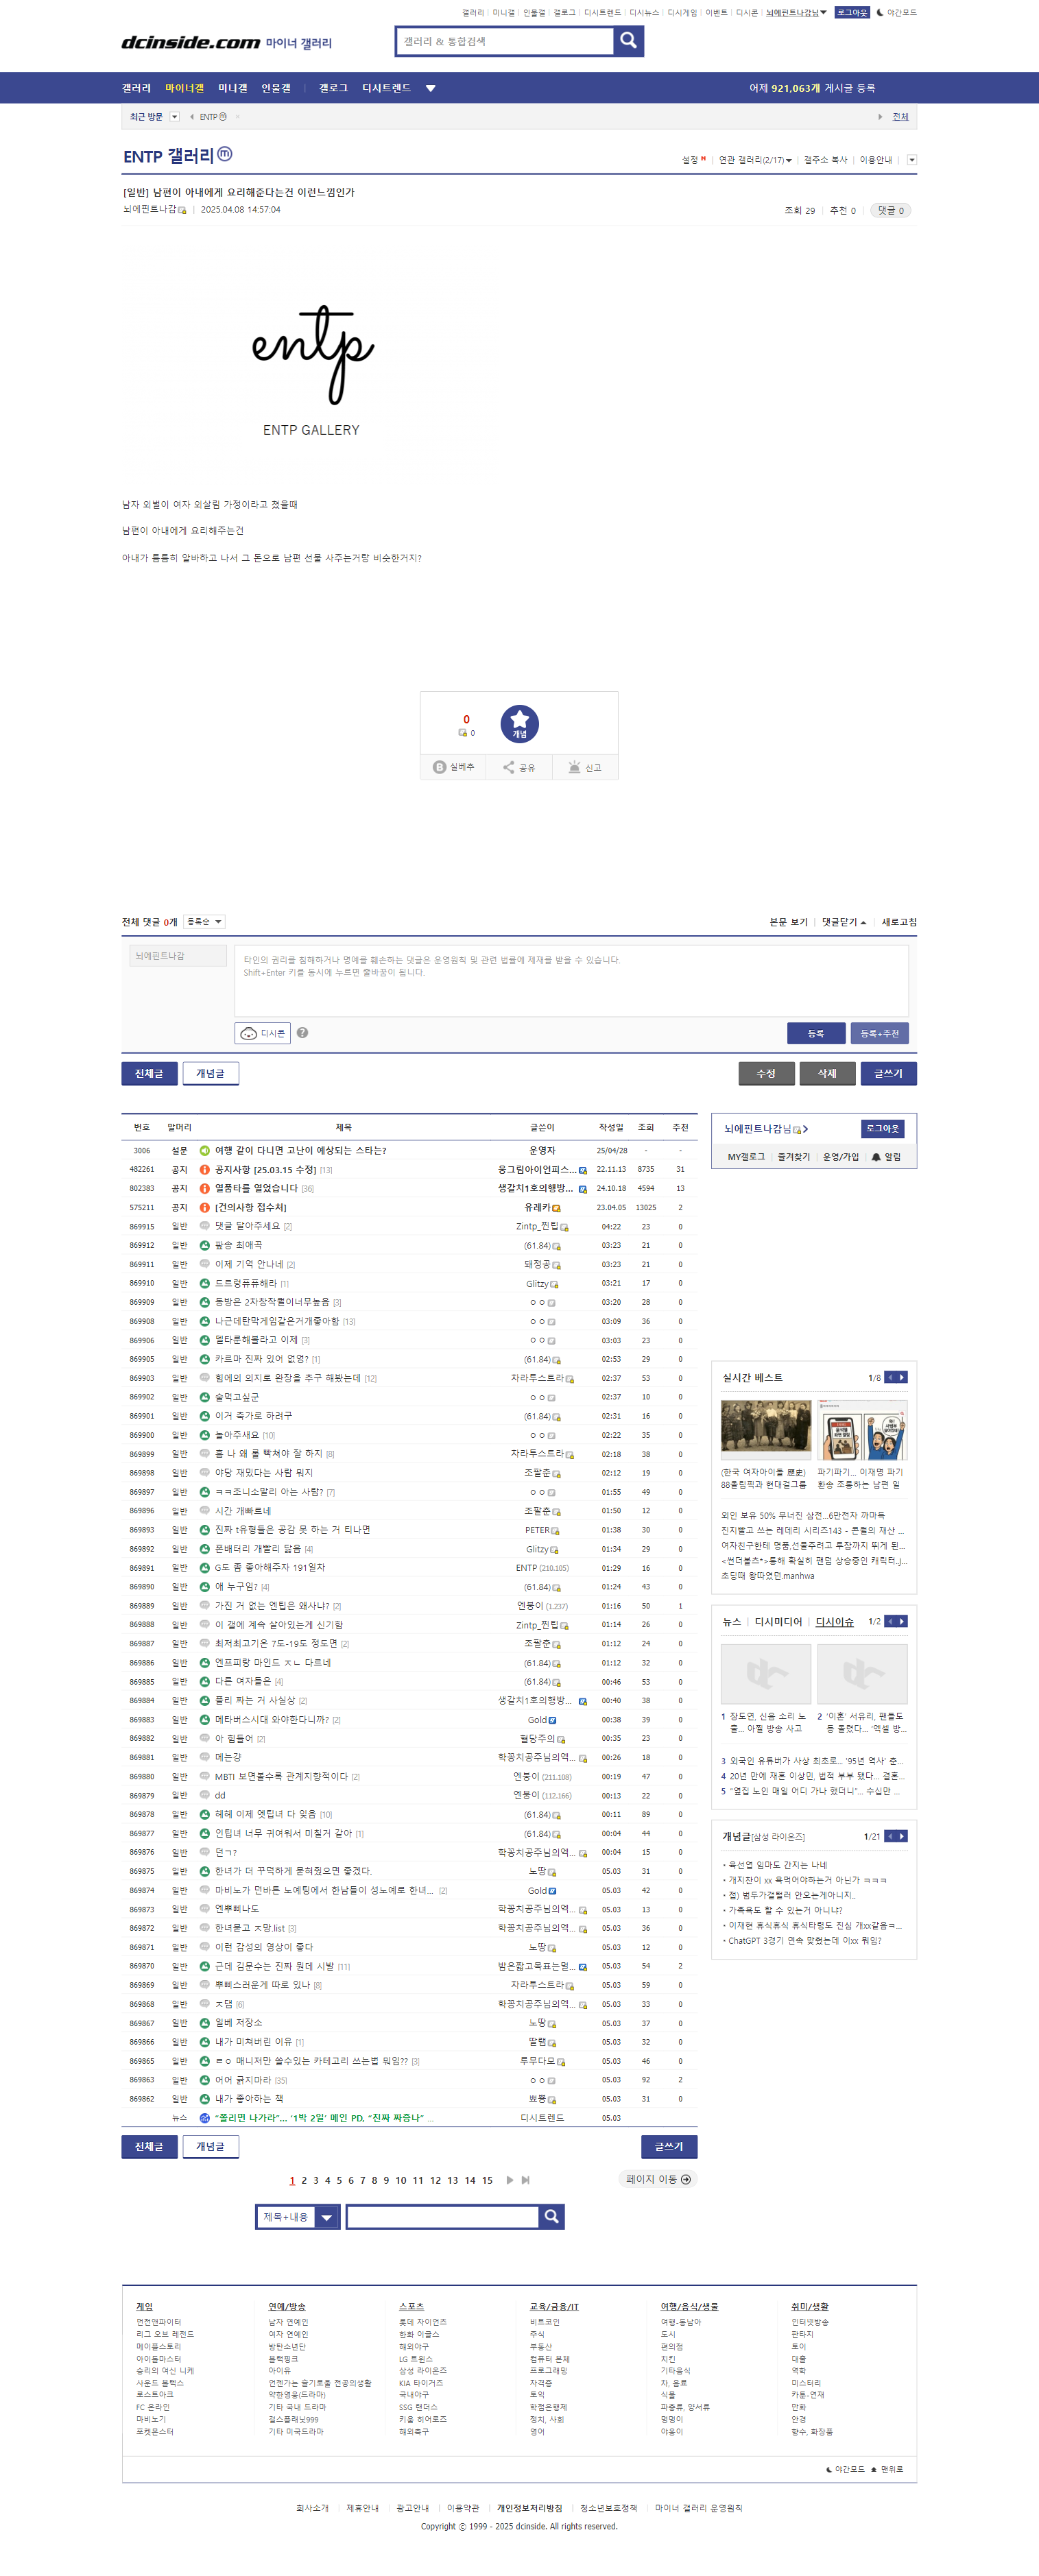 갤러리 | 미니갤 | 인물갤 | 갤로그 | 디시트렌드 | 디시뉴스 | 디시게임 | 이벤트 | 디시콘 | 뇌에핀트나감님 로그아웃 야간모드
dcinside.com 마이너 갤러리
갤러리 & 통합검색
갤러리 마이너갤 미니갤 인물갤 갤로그 디시트렌드
어제 921,063개 게시글 등록
최근 방문 ENTP ⓜ 전체
ENTP 갤러리 ⓜ
설정 연관 갤러리(2/17) 갤주소 복사 이용안내
[일반] 남편이 아내에게 요리해준다는건 이런느낌인가
뇌에핀트나감 2025.04.08 14:57:04
조회 29 추천 0 댓글 0
entp
ENTP GALLERY
남자 외벌이 여자 외살림 가정이라고 쳤을때
남편이 아내에게 요리해주는건
아내가 틈틈히 알바하고 나서 그 돈으로 남편 선물 사주는거랑 비슷한거지?
0
0
개념
실베추 공유 신고
전체 댓글 0개 등록순
본문 보기 댓글닫기 새로고침
뇌에핀트나감
타인의 권리를 침해하거나 명예를 훼손하는 댓글은 운영원칙 및 관련 법률에 제재를 받을 수 있습니다.
Shift+Enter 키를 동시에 누르면 줄바꿈이 됩니다.
디시콘
등록 등록+추천
전체글 개념글
수정 삭제 글쓰기
번호 말머리 제목 글쓴이 작성일 조회 추천
3006 설문 여행 같이 다니면 고난이 예상되는 스타는? 운영자 25/04/28 - -
482261 공지 공지사항 [25.03.15 수정] [13] 몽그림아이언피스... 22.11.13 8735 31
802383 공지 열품타를 열었습니다 [36] 생갈치1호의행방... 24.10.18 4594 13
575211 공지 [건의사항 접수처] 유레카 23.04.05 13025 2
869915 일반 댓글 달아주세요 [2] Zintp_찐팁 04:22 23 0
869912 일반 팝송 최애곡 (61.84) 03:23 21 0
869911 일반 이제 기억 안나네 [2] 돼정공 03:23 21 0
869910 일반 드르렁퓨퓨해라 [1] Glitzy 03:21 17 0
869909 일반 동방은 2차창작퀄이너무높음 [3] ㅇㅇ 03:20 28 0
869908 일반 나근데탄막게임같은거개좋아함 [13] ㅇㅇ 03:09 36 0
869906 일반 델타룬해볼라고 이제 [3] ㅇㅇ 03:03 23 0
869905 일반 카르마 진짜 있어 없엉? [1] (61.84) 02:53 29 0
869903 일반 힘에의 의지로 완장을 추구 해봤는데 [12] 자라투스트라 02:37 53 0
869902 일반 술먹고싶군 ㅇㅇ 02:37 10 0
869901 일반 이거 축가로 하려구 (61.84) 02:31 16 0
869900 일반 놀아주새요 [10] ㅇㅇ 02:22 35 0
869899 일반 흠 나 왜 롤 빡쳐야 잘 하지 [8] 자라투스트라 02:18 38 0
869898 일반 야당 재밌다는 사람 뭐지 조팔준 02:12 19 0
869897 일반 ㅋㅋ조니소말리 아는 사람? [7] ㅇㅇ 01:55 49 0
869896 일반 시간 개빠르네 조팔준 01:50 12 0
869893 일반 진짜 t유형들은 공감 못 하는 거 티나면 PETER 01:38 30 0
869892 일반 폰배터리 개빨리 닳음 [4] Glitzy 01:34 29 0
869891 일반 G도 좀 좋아해주자 191일차 ENTP (210.105) 01:29 16 0
869890 일반 얘 누구임? [4] (61.84) 01:24 43 0
869889 일반 가진 거 없는 엔팁은 왜사냐? [2] 엔붕이 (1.237) 01:16 50 1
869888 일반 이 갤에 계속 살아있는게 신기함 Zintp_찐팁 01:14 26 0
869887 일반 최저최고기온 7도-19도 정도면 [2] 조팔준 01:12 24 0
869886 일반 엔프피랑 마인드 ㅈㄴ 다르네 (61.84) 01:12 32 0
869885 일반 다른 여자들은 [4] (61.84) 00:46 53 0
869884 일반 플리 짜는 거 사실상 [2] 생갈치1호의행방... 00:40 38 0
869883 일반 메타버스시대 와야한다니까? [2] Gold 00:38 39 0
869882 일반 아 힘들어 [2] 혈당주의 00:35 23 0
869881 일반 메는걍 학꽁치공주님의역... 00:26 18 0
869880 일반 MBTI 보면볼수록 관계지향적이다 [2] 엔붕이 (211.108) 00:19 47 0
869879 일반 dd 엔붕이 (112.166) 00:13 22 0
869878 일반 헤헤 이제 엣팁녀 다 잊음 [10] (61.84) 00:11 89 0
869877 일반 인팁녀 너무 귀여워서 미칠거 같아 [1] (61.84) 00:04 44 0
869876 일반 던ㄱ? 학꽁치공주님의역... 00:04 15 0
869875 일반 한녀가 더 꾸덕하게 묻혀줬으면 좋겠다. 노땅 05.03 31 0
869874 일반 마비노가 던바튼 노예팅에서 한남들이 성노예로 한녀... [2] Gold 05.03 42 0
869873 일반 엔뿌삐나도 학꽁치공주님의역... 05.03 13 0
869872 일반 한녀묻고 ㅈ망.list [3] 학꽁치공주님의역... 05.03 36 0
869871 일반 이런 감성의 영상이 좋다 노땅 05.03 12 0
869870 일반 근데 김문수는 진짜 뭔데 시발 [11] 밤은짧고목표는멀... 05.03 54 2
869869 일반 뿌삐스러운게 따로 있나 [8] 자라투스트라 05.03 59 0
869868 일반 ㅈ댐 [6] 학꽁치공주님의역... 05.03 33 0
869867 일반 일베 저장소 노땅 05.03 37 0
869866 일반 내가 미쳐버린 이유 [1] 딸탬 05.03 32 0
869865 일반 ㄹㅇ 매니저만 쓸수있는 카테고리 쓰는법 뭐임?? [3] 루무다모 05.03 46 0
869863 일반 어어 긁지마라 [35] ㅇㅇ 05.03 92 2
869862 일반 내가 좋아하는 책 뾰뿅 05.03 31 0
뉴스 “쫄리면 나가라”... ‘1박 2일’ 메인 PD, “진짜 짜증나” ... 디시트렌드 05.03
전체글 개념글 글쓰기
1 2 3 4 5 6 7 8 9 10 11 12 13 14 15
페이지 이동
제목+내용
뇌에핀트나감님 로그아웃
MY갤로그 즐겨찾기 운영/가입 알림
실시간 베스트 1/8
(한국 여자아이돌 歷史) 88올림픽과 현대걸그룹
파기파기... 이재명 파기환송 조롱하는 남편 일
외인 보유 50% 무너진 삼전...6만전자 까마득
진지빨고 쓰는 레데리 시리즈143 - 콘월의 재산 ...
여자친구한테 명품,선물주려고 투잡까지 뛰게 된...
<썬더볼츠*>통해 확실히 팬덤 상승중인 캐릭터..j...
초딩때 왕따였던.manhwa
뉴스 디시미디어 디시이슈 1/2
1 장도연, 신음 소리 노출... 아찔 방송 사고
2 '이혼' 서유리, 팬들도 등 돌렸다... '엑셀 방...
3 외국인 유튜버가 사상 최초로... '95년 역사' 춘...
4 20년 만에 재혼 이상민, 법적 부부 됐다... 결혼...
5 "옆집 노인 매일 어디 가나 했더니"... 수십만 ...
개념글[삼성 라이온즈] 1/21
· 육선엽 임마도 간지는 나네
· 개지찬이 xx 욕먹어야하는거 아닌가 ㅋㅋㅋ
· 접) 범두가갤털러 안오는게아니지..
· 가족욕도 할 수 있는거 아니냐?
· 이재현 휴식휴식 휴식타령도 진심 개xx같음ㅋ...
· ChatGPT 3경기 연속 맞췄는데 이xx 뭐임?
게임
던전앤파이터
리그 오브 레전드
메이플스토리
아이돌마스터
승리의 여신 니케
사운드 볼텍스
로스트아크
FC 온라인
마비노기
포켓몬스터
연예/방송
남자 연예인
여자 연예인
방탄소년단
블랙핑크
아이유
언젠가는 슬기로울 전공의생활
약한영웅(드라마)
기타 국내 드라마
걸스플래닛999
기타 미국드라마
스포츠
롯데 자이언츠
한화 이글스
해외야구
LG 트윈스
삼성 라이온즈
KIA 타이거즈
국내야구
SSG 랜더스
키움 히어로즈
해외축구
교육/금융/IT
비트코인
주식
부동산
컴퓨터 본체
프로그래밍
자격증
토익
학점은행제
정치, 사회
영어
여행/음식/생물
여행-동남아
도시
편의점
치킨
기타음식
차, 음료
식물
파충류, 양서류
멍멍이
야옹이
취미/생활
인터넷방송
판타지
토이
대출
역학
미스터리
카툰-연재
만화
안경
향수, 화장품
야간모드 맨위로
회사소개 제휴안내 광고안내 이용약관 개인정보처리방침 청소년보호정책 마이너 갤러리 운영원칙
Copyright ⓒ 1999 - 2025 dcinside. All rights reserved.